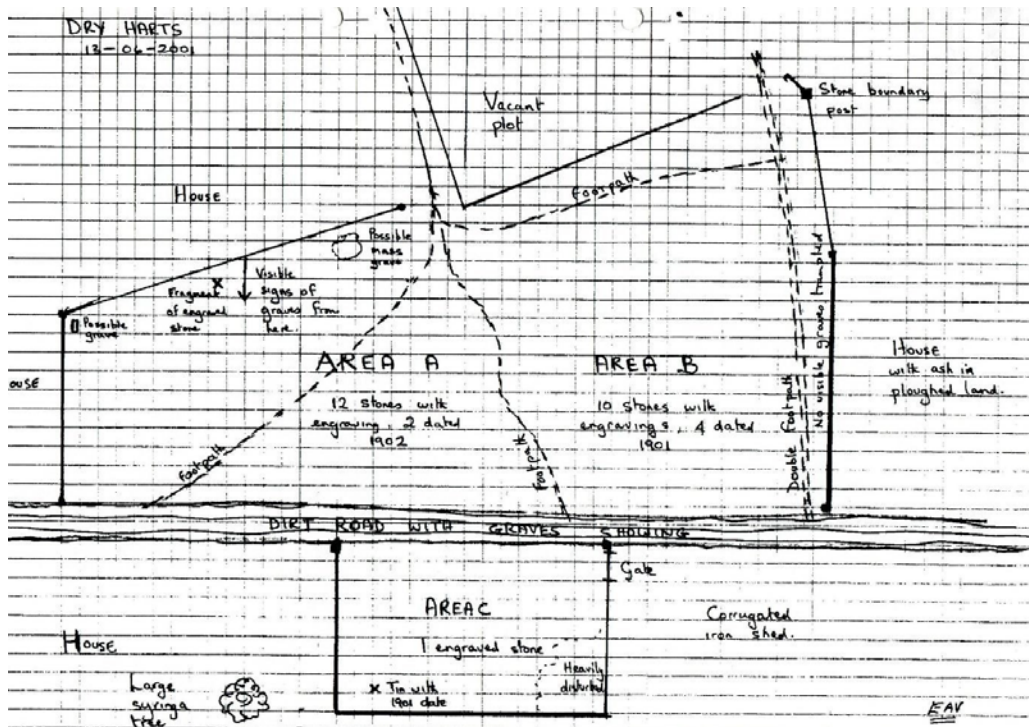 DRY HARTS
13-06-2001
Vacant
plot
Stone boundary
post
House
Footpath
Possible
mass
grave
Visible
signs of
graves from
here.
Fragment
of engraved
stone
Possible
grave
OUSE
AREA A
12 stones with
engraving, 2 dated
1902
AREA B
10 stones with
engravings, 4 dated
1901
Footpath
Footpath
Double footpath
No visible graves trampled
House
with ash in
ploughed land.
DIRT ROAD WITH GRAVES SHOWING
Gate
AREA C
1 engraved stone
Heavily
disturbed
x Tin with
1901 date
Corrugated
iron shed.
House
Large
syringa
tree
EAV